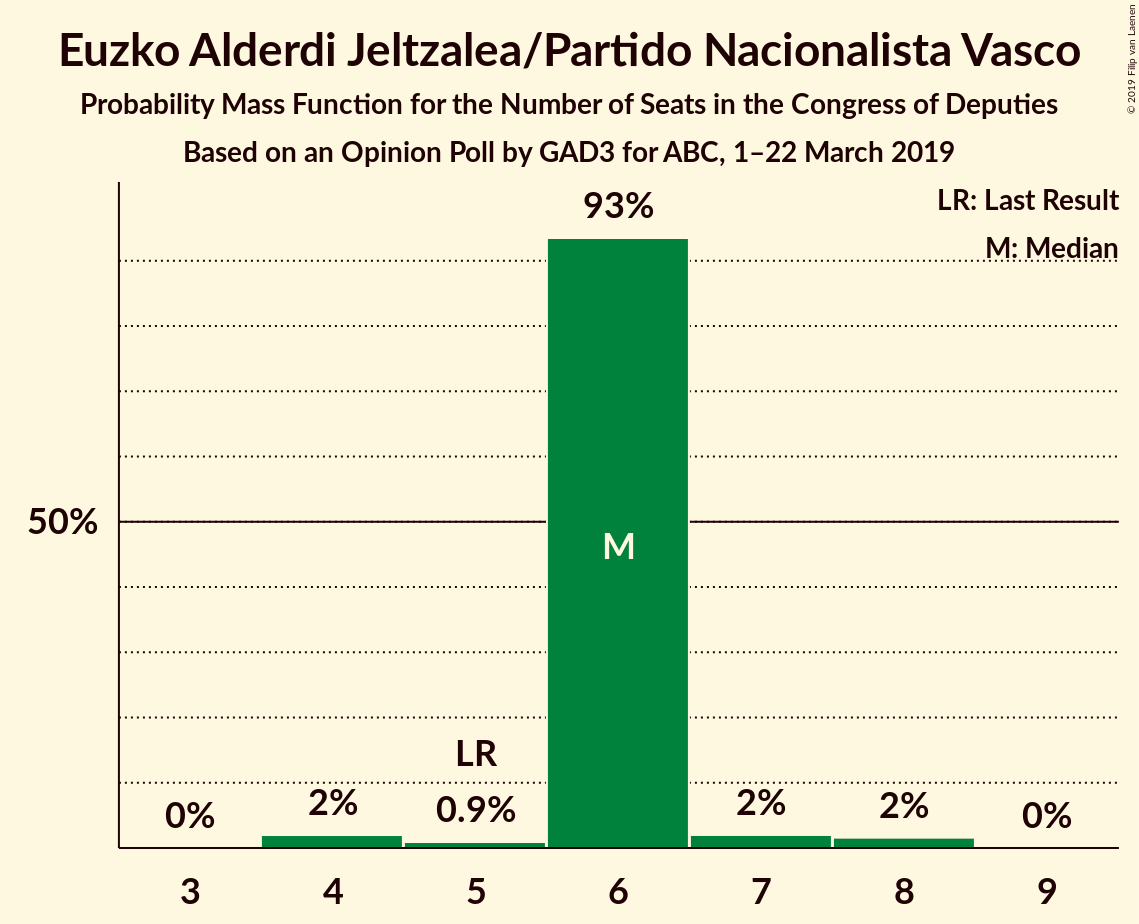 Euzko Alderdi Jeltzalea/Partido Nacionalista Vasco
Probability Mass Function for the Number of Seats in the Congress of Deputies
Based on an Opinion Poll by GAD3 for ABC, 1–22 March 2019
© 2019 Filip van Laenen
LR: Last Result
M: Median
93%
50%
M
LR
0%
2%
0.9%
2%
2%
0%
3 4 5 6 7 8 9